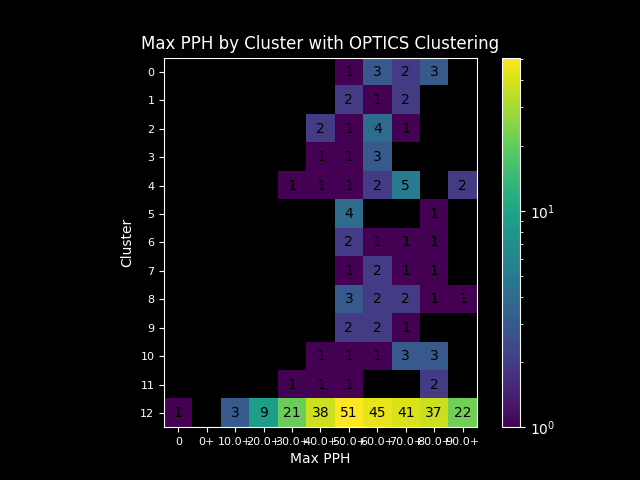 Max PPH by Cluster with OPTICS Clustering
0 1 3 2 3
1 2 1 2
2 2 1 4 1
3 1 1 3
4 1 1 1 2 5 2
5 4 1
6 2 1 1 1
7 1 2 1 1
8 3 2 2 1 1
9 2 2 1
10 1 1 1 3 3
11 1 1 1 2
12 1 3 9 21 38 51 45 41 37 22
0 0+ 10.0+ 20.0+ 30.0+ 40.0+ 50.0+ 60.0+ 70.0+ 80.0+ 90.0+
Max PPH
Cluster
10¹
10⁰